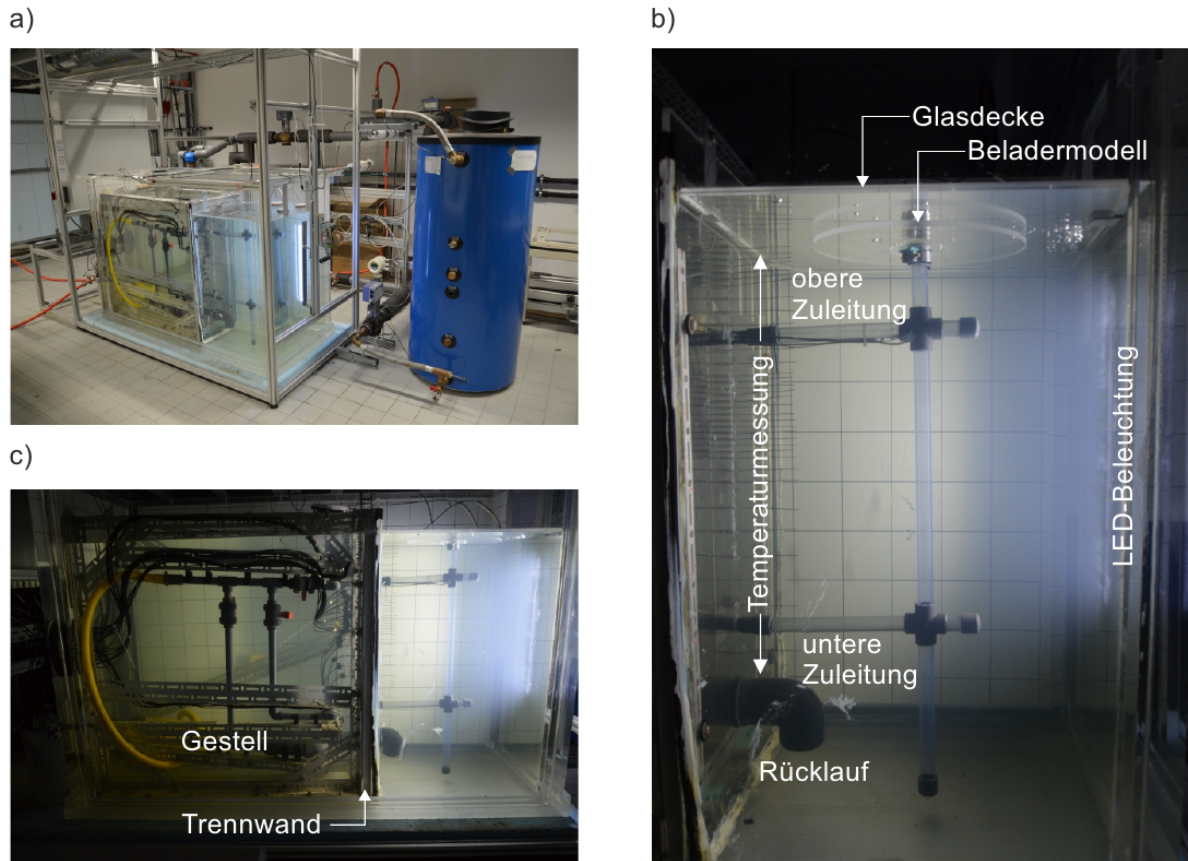 a)
b)
Glasdecke
Beladermodell
obere
Zuleitung
Temperaturmessung
LED-Beleuchtung
untere
Zuleitung
Rücklauf
c)
Gestell
Trennwand